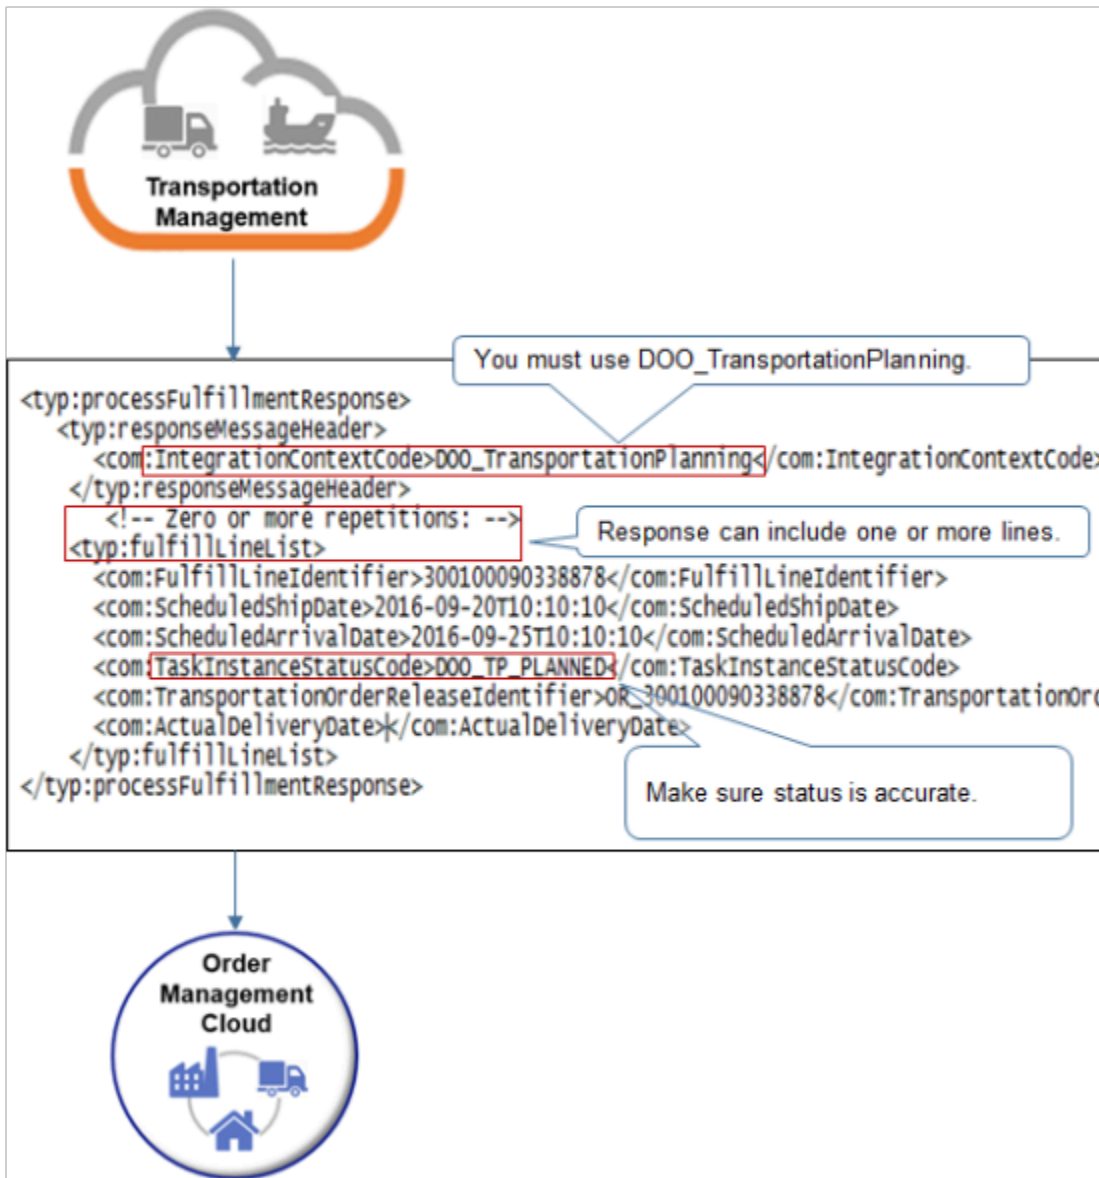 Transportation
Management
You must use DOO_TransportationPlanning.
<typ:processFulfillmentResponse>
<typ:responseMessageHeader>
<com:IntegrationContextCode>DOO_TransportationPlanning</com:IntegrationContextCode>
</typ:responseMessageHeader>
<!-- Zero or more repetitions: -->
Response can include one or more lines.
<typ:fulfillLineList>
<com:FulfillLineIdentifier>300100090338878</com:FulfillLineIdentifier>
<com:ScheduledShipDate>2016-09-20T10:10:10</com:ScheduledShipDate>
<com:ScheduledArrivalDate>2016-09-25T10:10:10</com:ScheduledArrivalDate>
<com:TaskInstanceStatusCode>DOO_TP_PLANNED</com:TaskInstanceStatusCode>
<com:TransportationOrderReleaseIdentifier>OR_300100090338878</com:TransportationOrd
<com:ActualDeliveryDate></com:ActualDeliveryDate>
</typ:fulfillLineList>
</typ:processFulfillmentResponse>
Make sure status is accurate.
Order
Management
Cloud